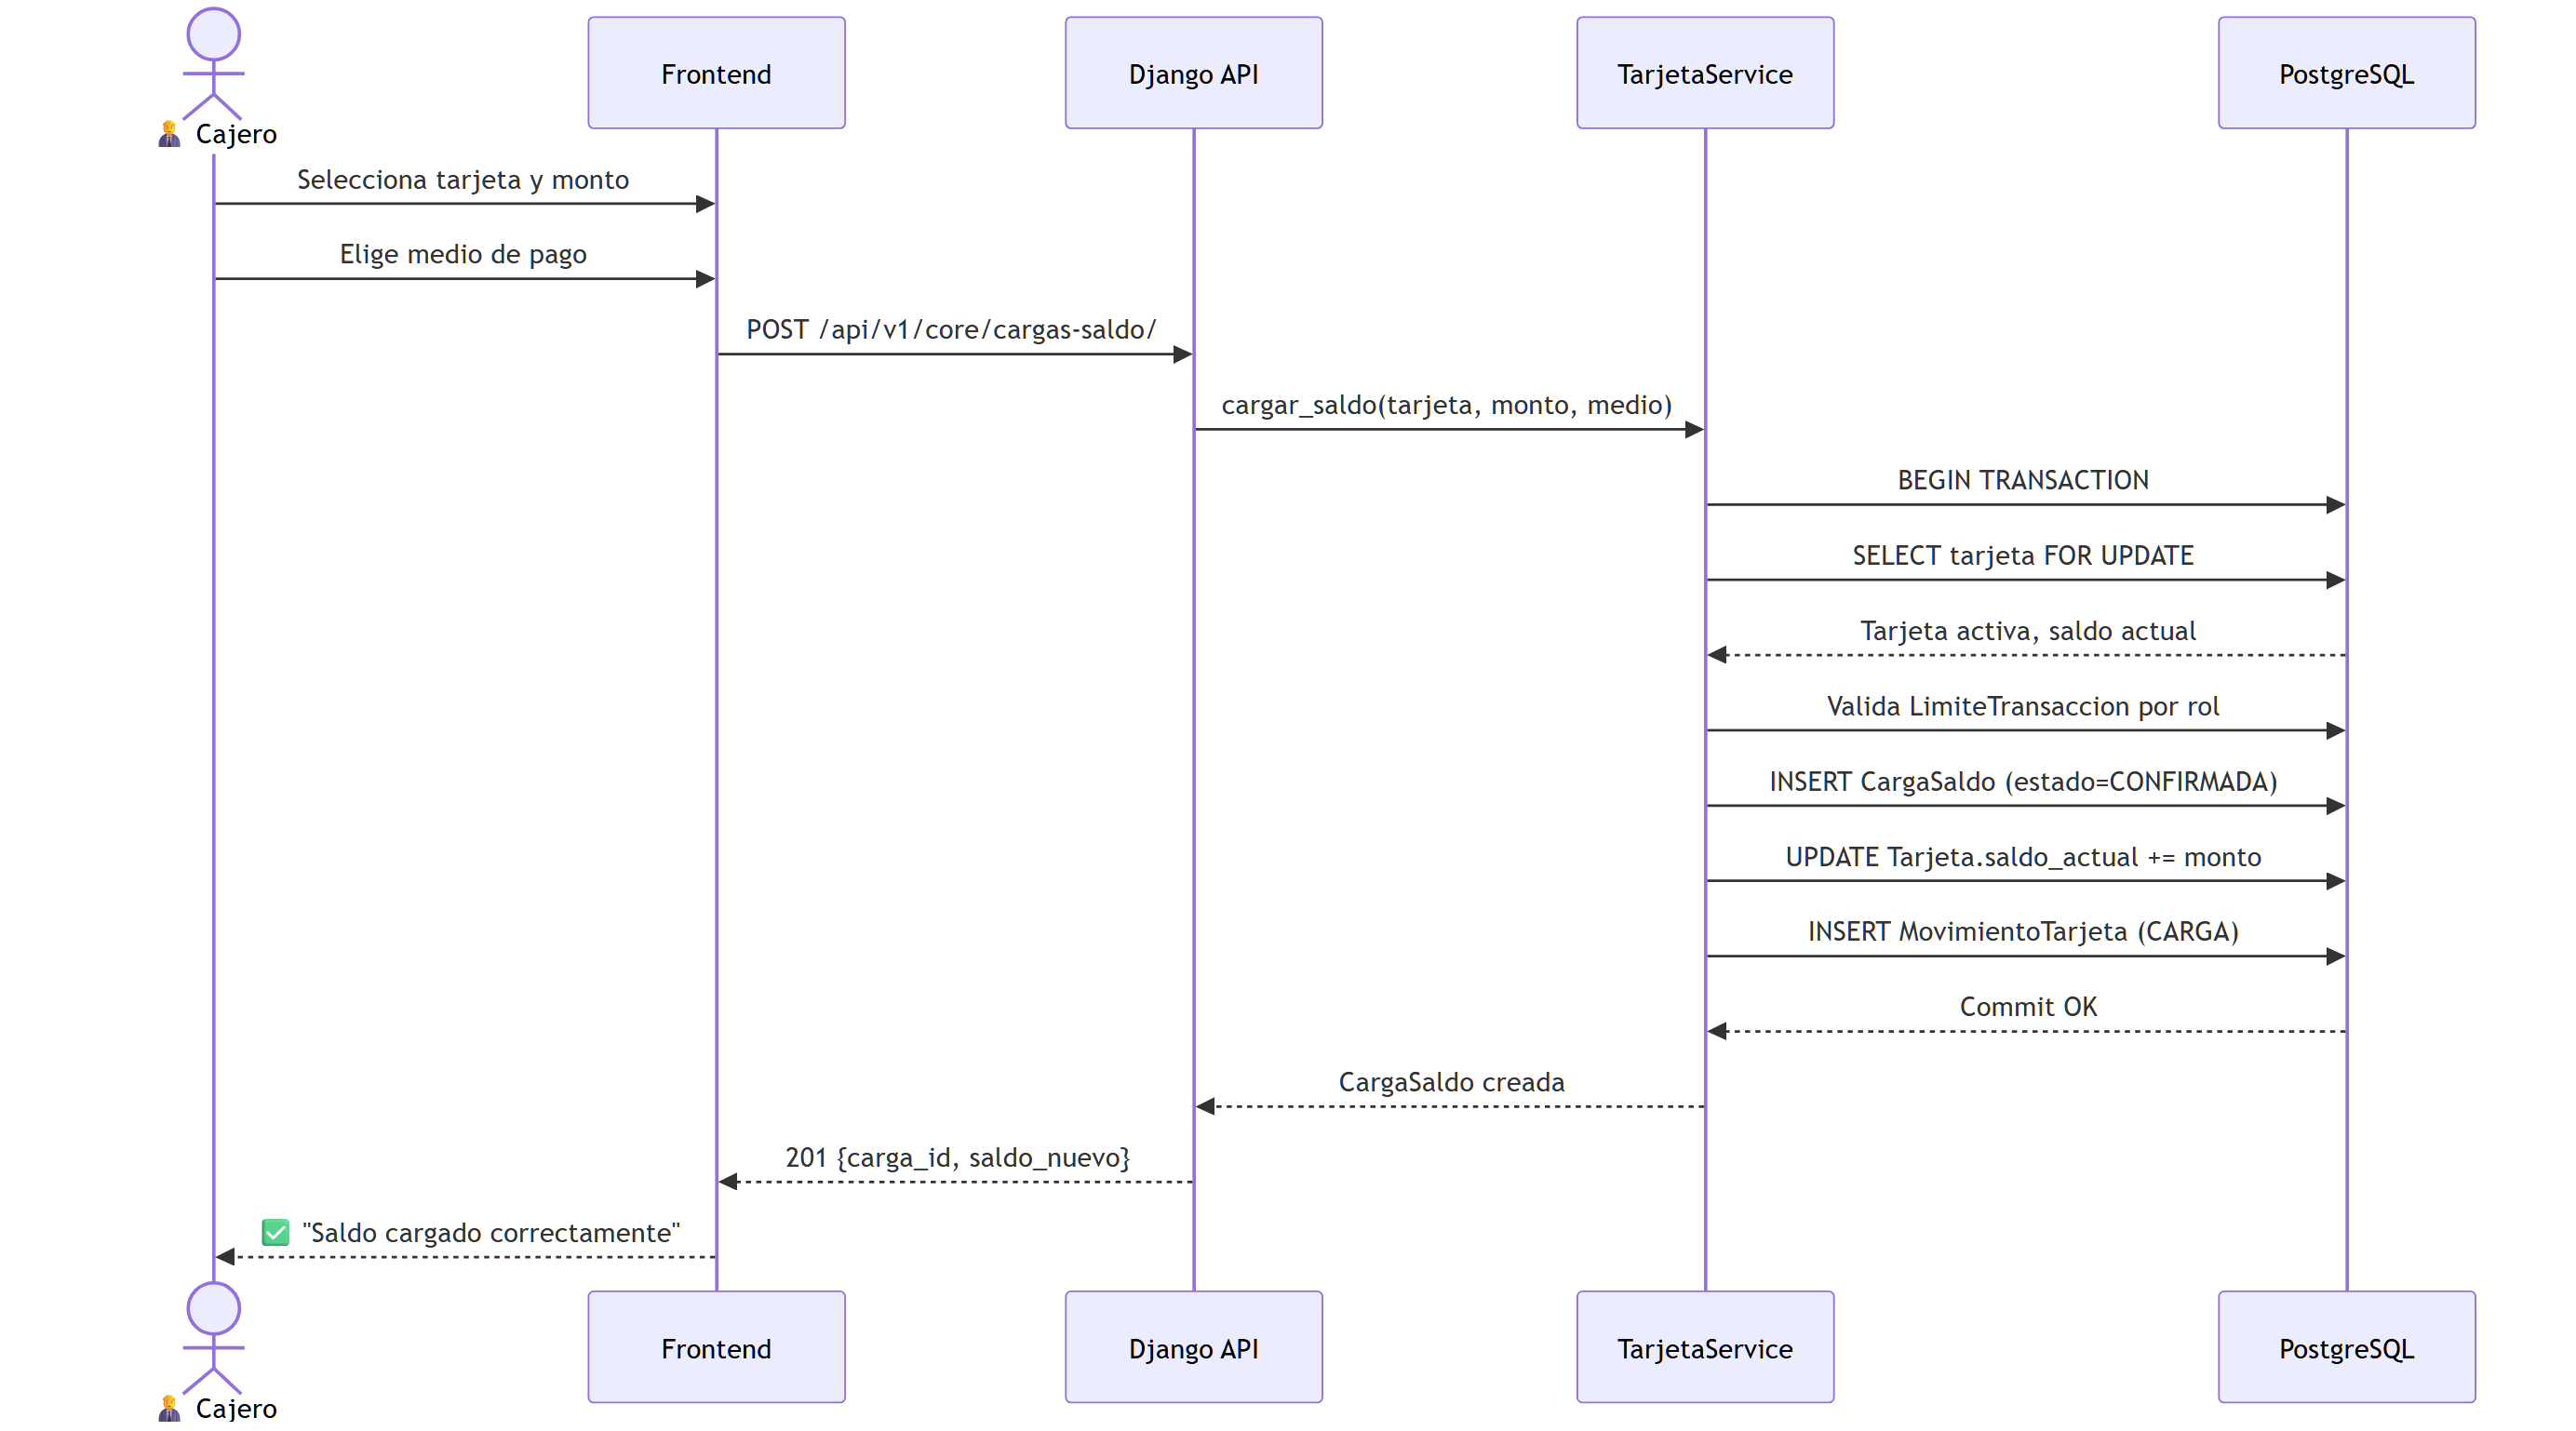 Frontend
Django API
TarjetaService
PostgreSQL
Cajero
Selecciona tarjeta y monto
Elige medio de pago
POST /api/v1/core/cargas-saldo/
cargar_saldo(tarjeta, monto, medio)
BEGIN TRANSACTION
SELECT tarjeta FOR UPDATE
Tarjeta activa, saldo actual
Valida LimiteTransaccion por rol
INSERT CargaSaldo (estado=CONFIRMADA)
UPDATE Tarjeta.saldo_actual += monto
INSERT MovimientoTarjeta (CARGA)
Commit OK
CargaSaldo creada
201 {carga_id, saldo_nuevo}
✅ "Saldo cargado correctamente"
Frontend
Django API
TarjetaService
PostgreSQL
Cajero